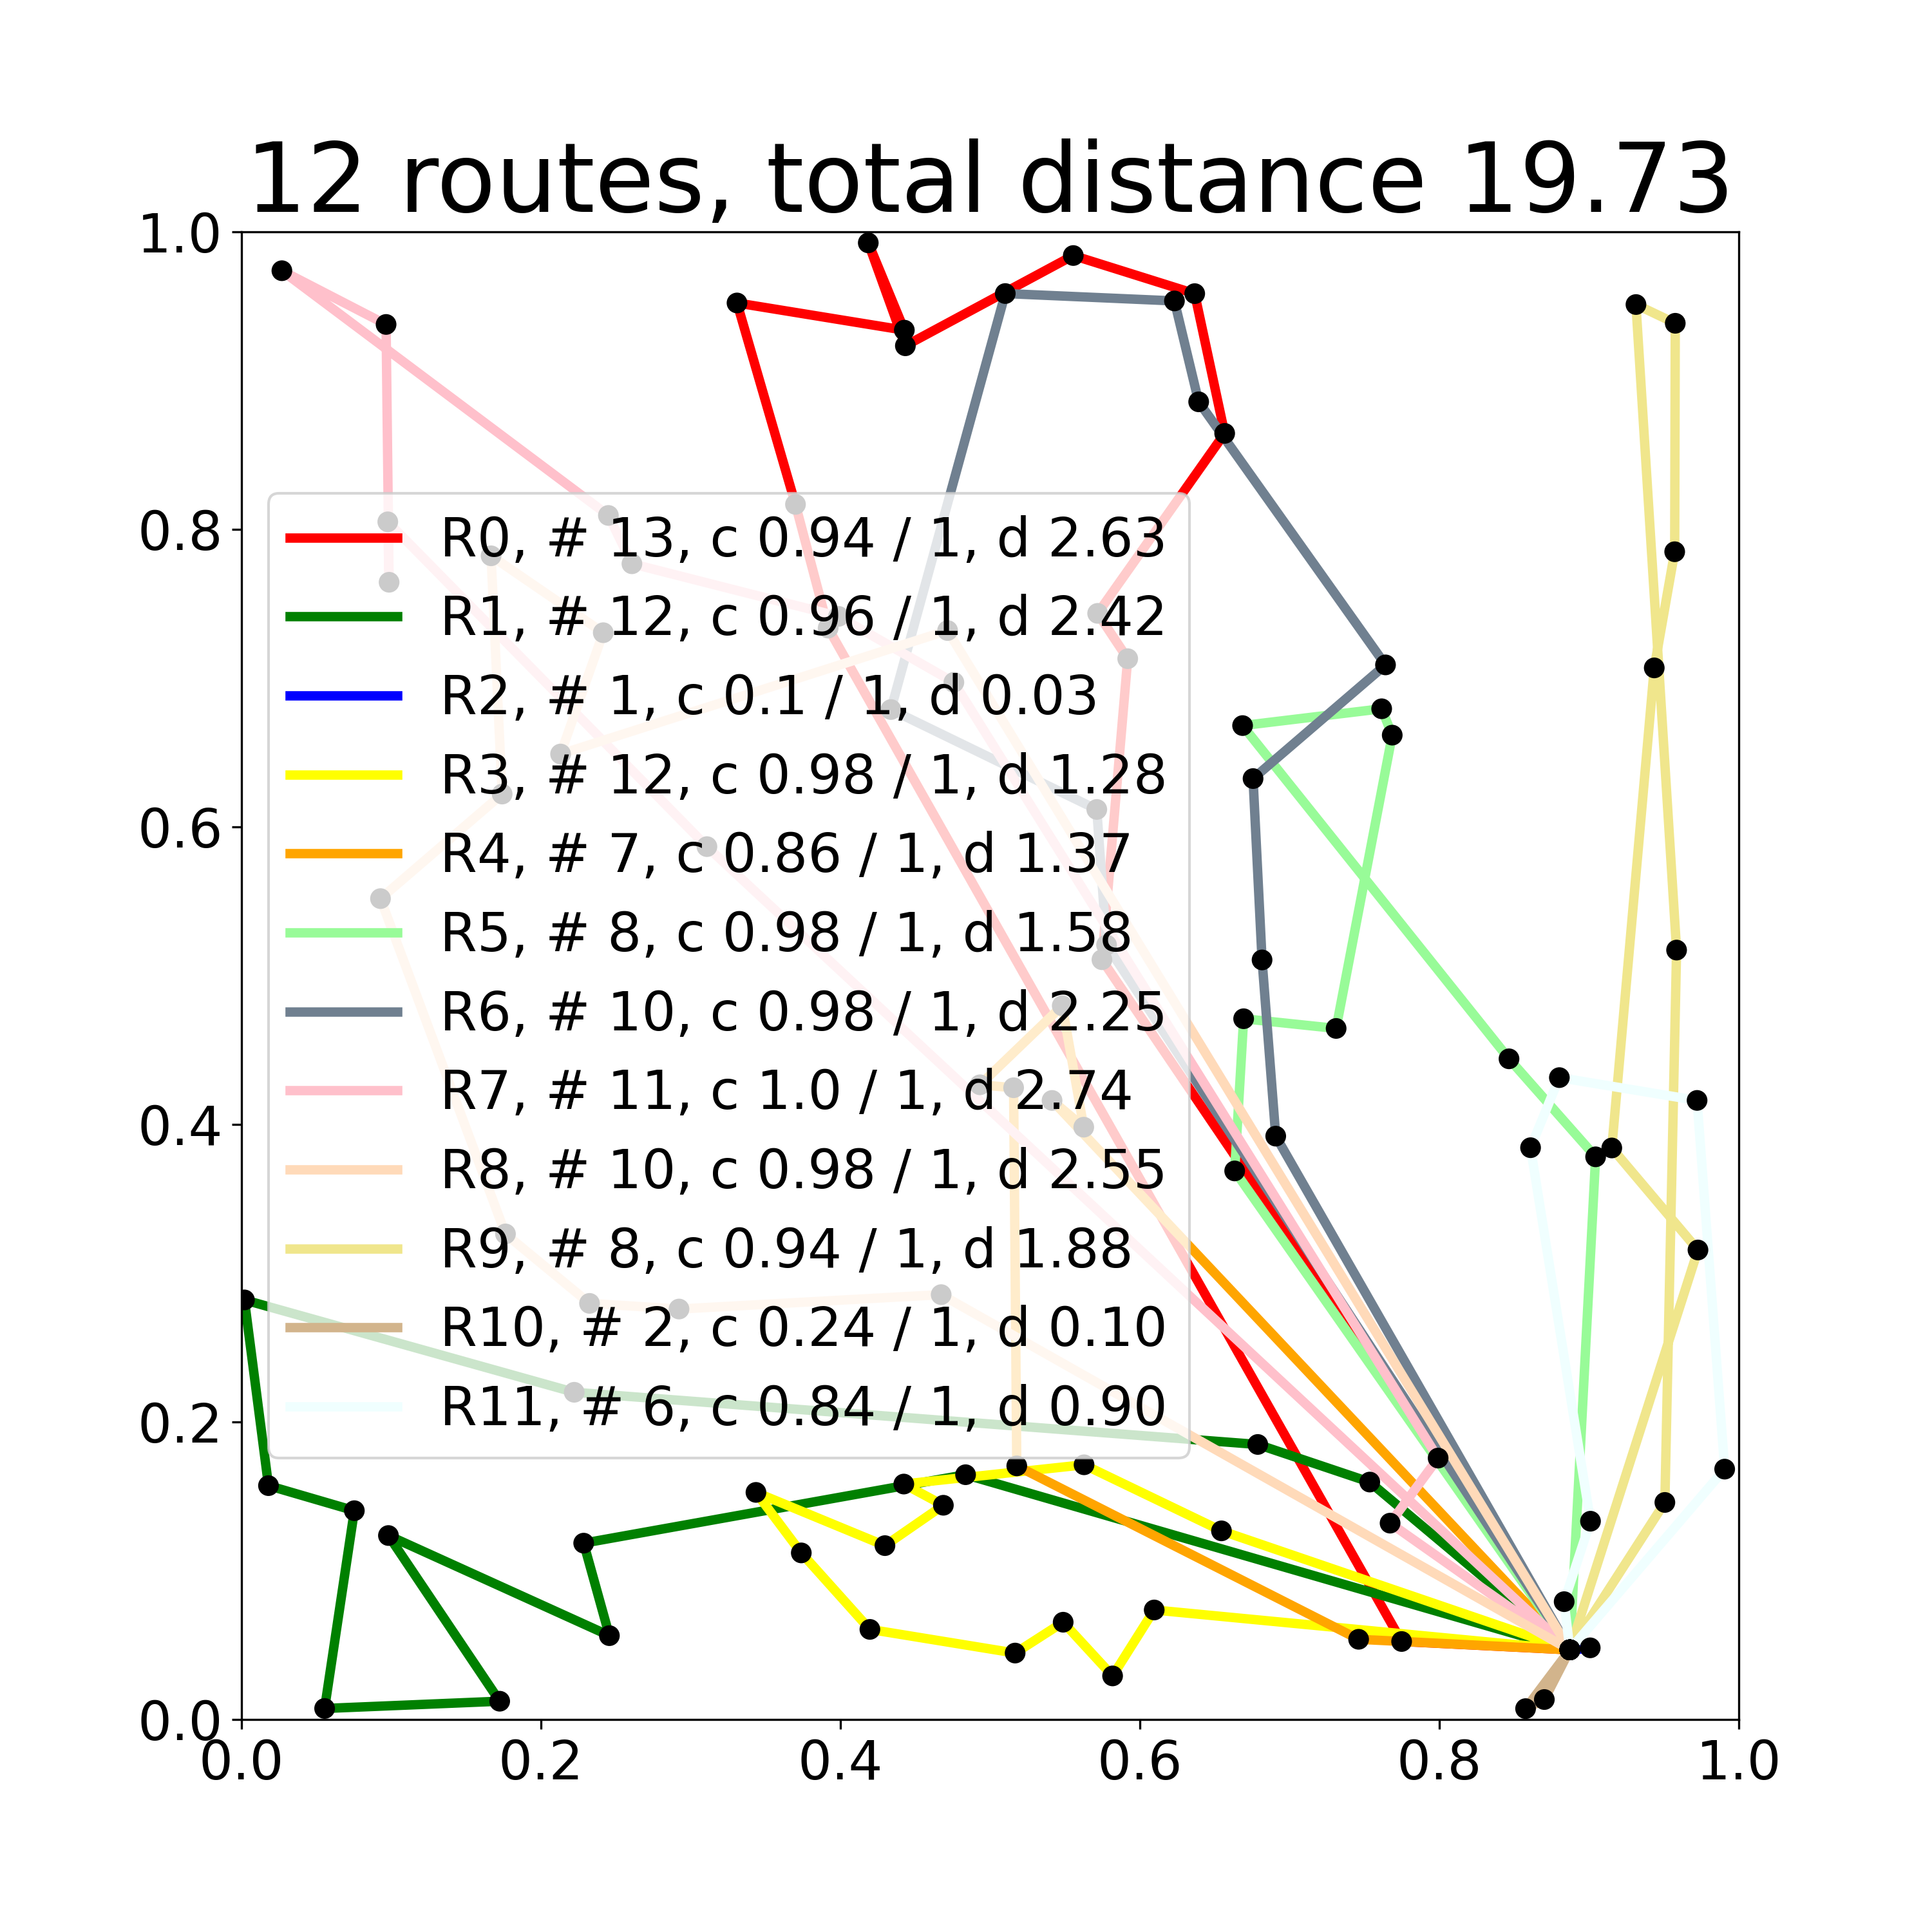 12 routes, total distance 19.73
1.0
0.8
0.6
0.4
0.2
0.0
R0, # 13, c 0.94 / 1, d 2.63
R1, # 12, c 0.96 / 1, d 2.42
R2, # 1, c 0.1 / 1, d 0.03
R3, # 12, c 0.98 / 1, d 1.28
R4, # 7, c 0.86 / 1, d 1.37
R5, # 8, c 0.98 / 1, d 1.58
R6, # 10, c 0.98 / 1, d 2.25
R7, # 11, c 1.0 / 1, d 2.74
R8, # 10, c 0.98 / 1, d 2.55
R9, # 8, c 0.94 / 1, d 1.88
R10, # 2, c 0.24 / 1, d 0.10
R11, # 6, c 0.84 / 1, d 0.90
0.0 0.2 0.4 0.6 0.8 1.0